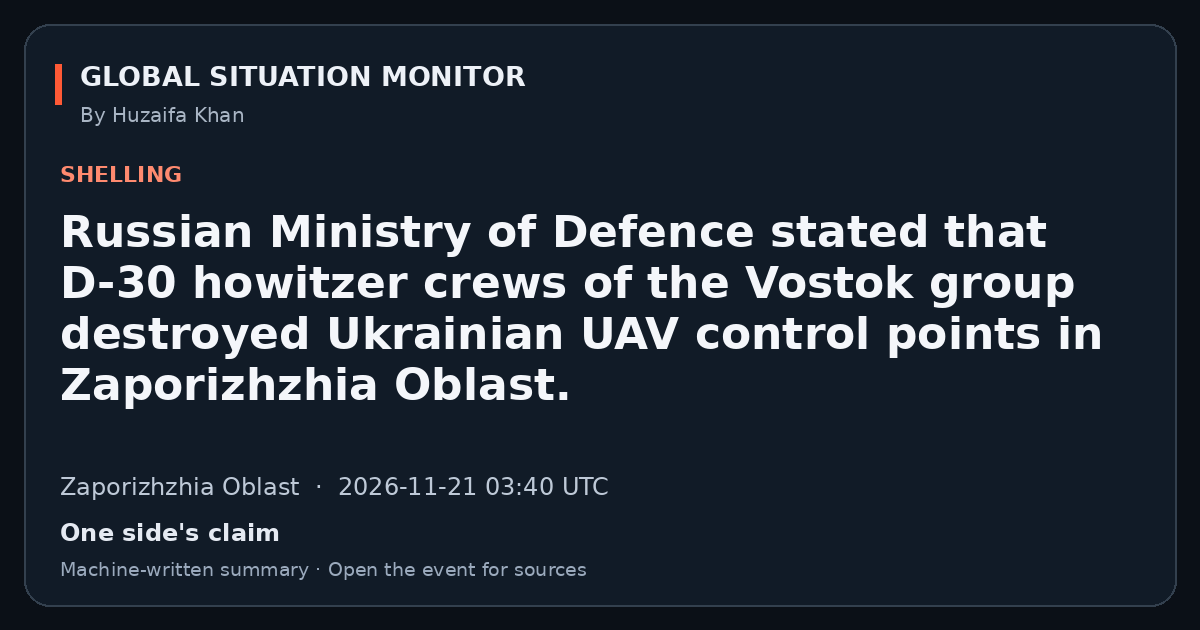 GLOBAL SITUATION MONITOR
By Huzaifa Khan
SHELLING
Russian Ministry of Defence stated that
D-30 howitzer crews of the Vostok group
destroyed Ukrainian UAV control points in
Zaporizhzhia Oblast.
Zaporizhzhia Oblast · 2026-11-21 03:40 UTC
One side's claim
Machine-written summary · Open the event for sources